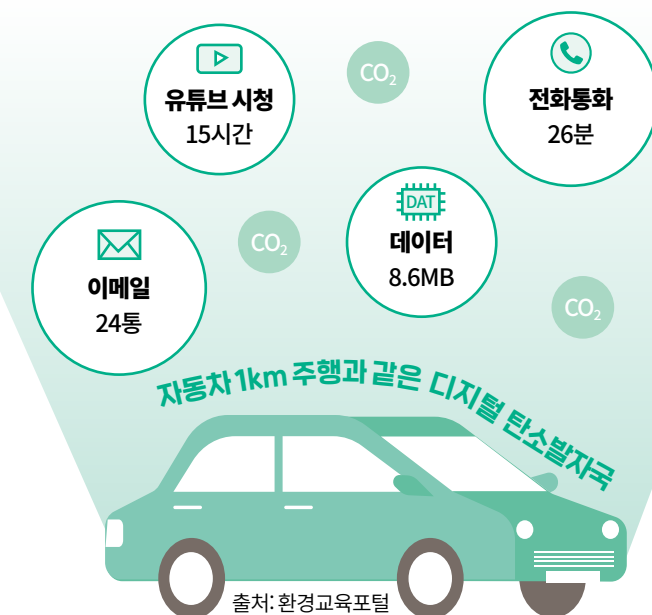 유튜브 시청
15시간
CO₂
전화통화
26분
DAT
데이터
8.6MB
CO₂
이메일
24통
CO₂
자동차 1km 주행과 같은 디지털 탄소발자국
출처: 환경교육포털